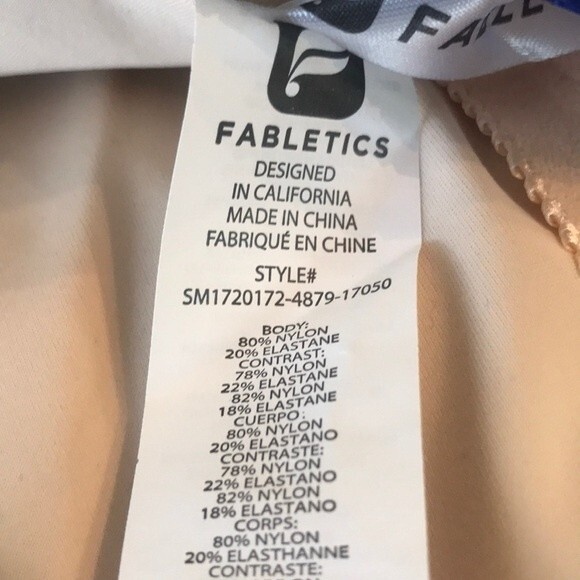 FABLETICS
DESIGNED
IN CALIFORNIA
MADE IN CHINA
FABRIQUÉ EN CHINE
STYLE#
SM1720172-4879-17050
BODY:
80% NYLON
20% ELASTANE
CONTRAST:
78% NYLON
22% ELASTANE
82% NYLON
18% ELASTANE
CUERPO:
80% NYLON
20% ELASTANO
CONTRASTE:
78% NYLON
22% ELASTANO
82% NYLON
18% ELASTANO
CORPS:
80% NYLON
20% ELASTHANNE
CONTRASTE: